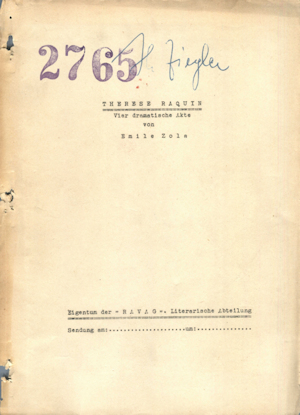 2765
Ziegler
THERESE RAQUIN
Vier dramatische Akte
von
Emile Zola
Eigentum der - RAVAG -. Literarische Abteilung
Sendung am:......................um:...............